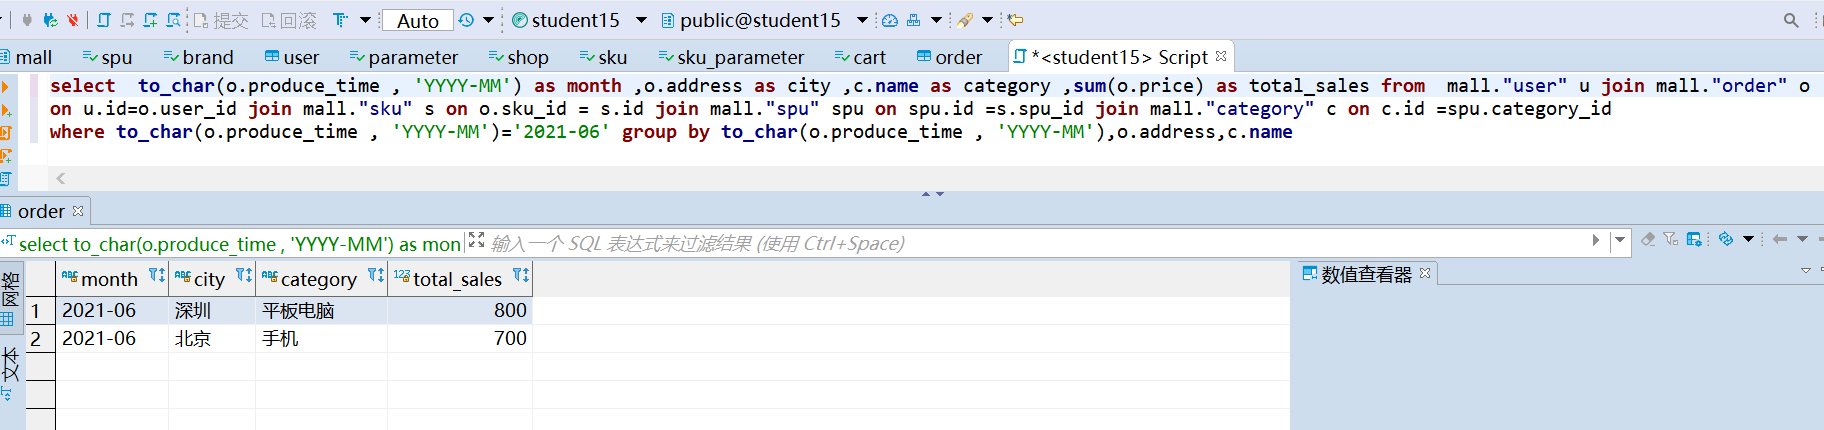 提交 回滚 Auto student15 public@student15
mall spu brand user parameter shop sku sku_parameter cart order *<student15> Script
select  to_char(o.produce_time , 'YYYY-MM') as month ,o.address as city ,c.name as category ,sum(o.price) as total_sales from  mall."user" u join mall."order" o
on u.id=o.user_id join mall."sku" s on o.sku_id = s.id join mall."spu" spu on spu.id =s.spu_id join mall."category" c on c.id =spu.category_id
where to_char(o.produce_time , 'YYYY-MM')='2021-06' group by to_char(o.produce_time , 'YYYY-MM'),o.address,c.name
order
select to_char(o.produce_time , 'YYYY-MM') as mon 输入一个 SQL 表达式来过滤结果 (使用 Ctrl+Space)
网格
文本
ABC month ABC city ABC category 123 total_sales
1 2021-06 深圳 平板电脑 800
2 2021-06 北京 手机 700
数值查看器